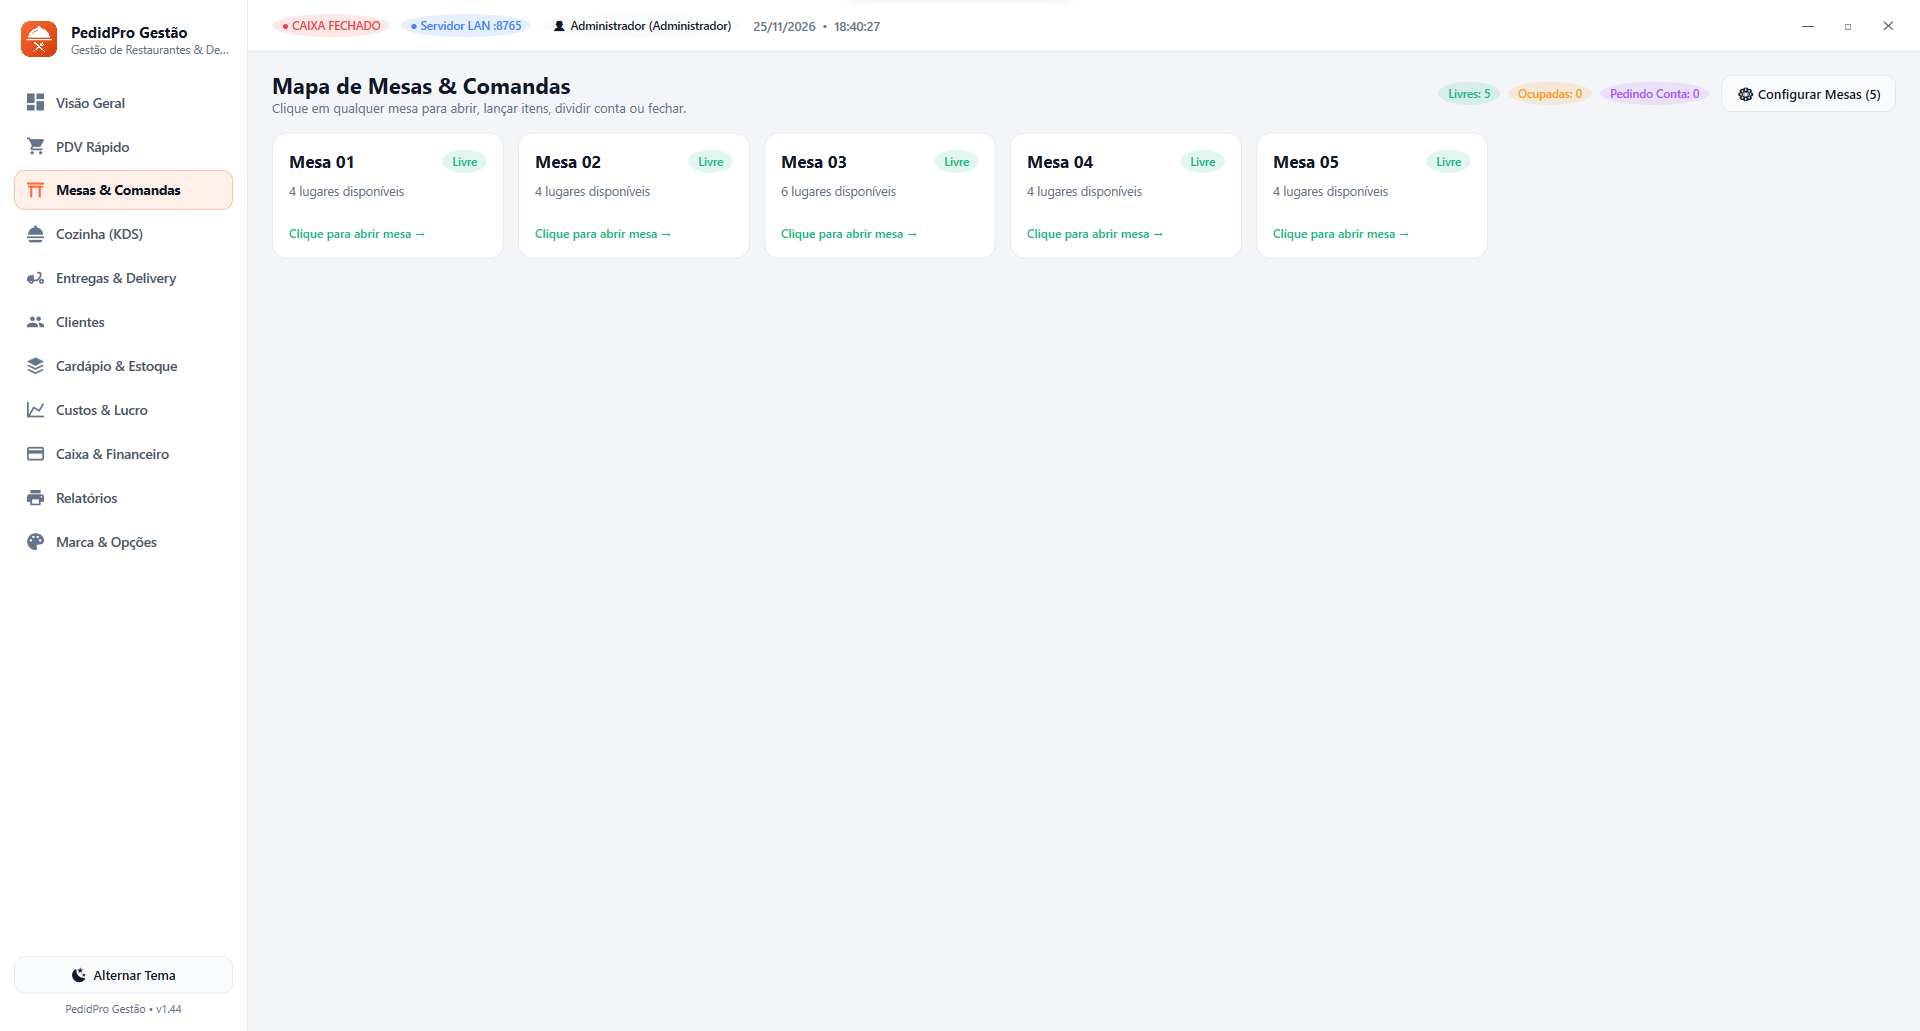 PedidPro Gestão
Gestão de Restaurantes & De...
● CAIXA FECHADO
● Servidor LAN :8765
Administrador (Administrador)
25/11/2026 • 18:40:27
Visão Geral
PDV Rápido
Mesas & Comandas
Cozinha (KDS)
Entregas & Delivery
Clientes
Cardápio & Estoque
Custos & Lucro
Caixa & Financeiro
Relatórios
Marca & Opções
Alternar Tema
PedidPro Gestão • v1.44
Mapa de Mesas & Comandas
Clique em qualquer mesa para abrir, lançar itens, dividir conta ou fechar.
Livres: 5
Ocupadas: 0
Pedindo Conta: 0
Configurar Mesas (5)
Mesa 01
Livre
4 lugares disponíveis
Clique para abrir mesa →
Mesa 02
Livre
4 lugares disponíveis
Clique para abrir mesa →
Mesa 03
Livre
6 lugares disponíveis
Clique para abrir mesa →
Mesa 04
Livre
4 lugares disponíveis
Clique para abrir mesa →
Mesa 05
Livre
4 lugares disponíveis
Clique para abrir mesa →